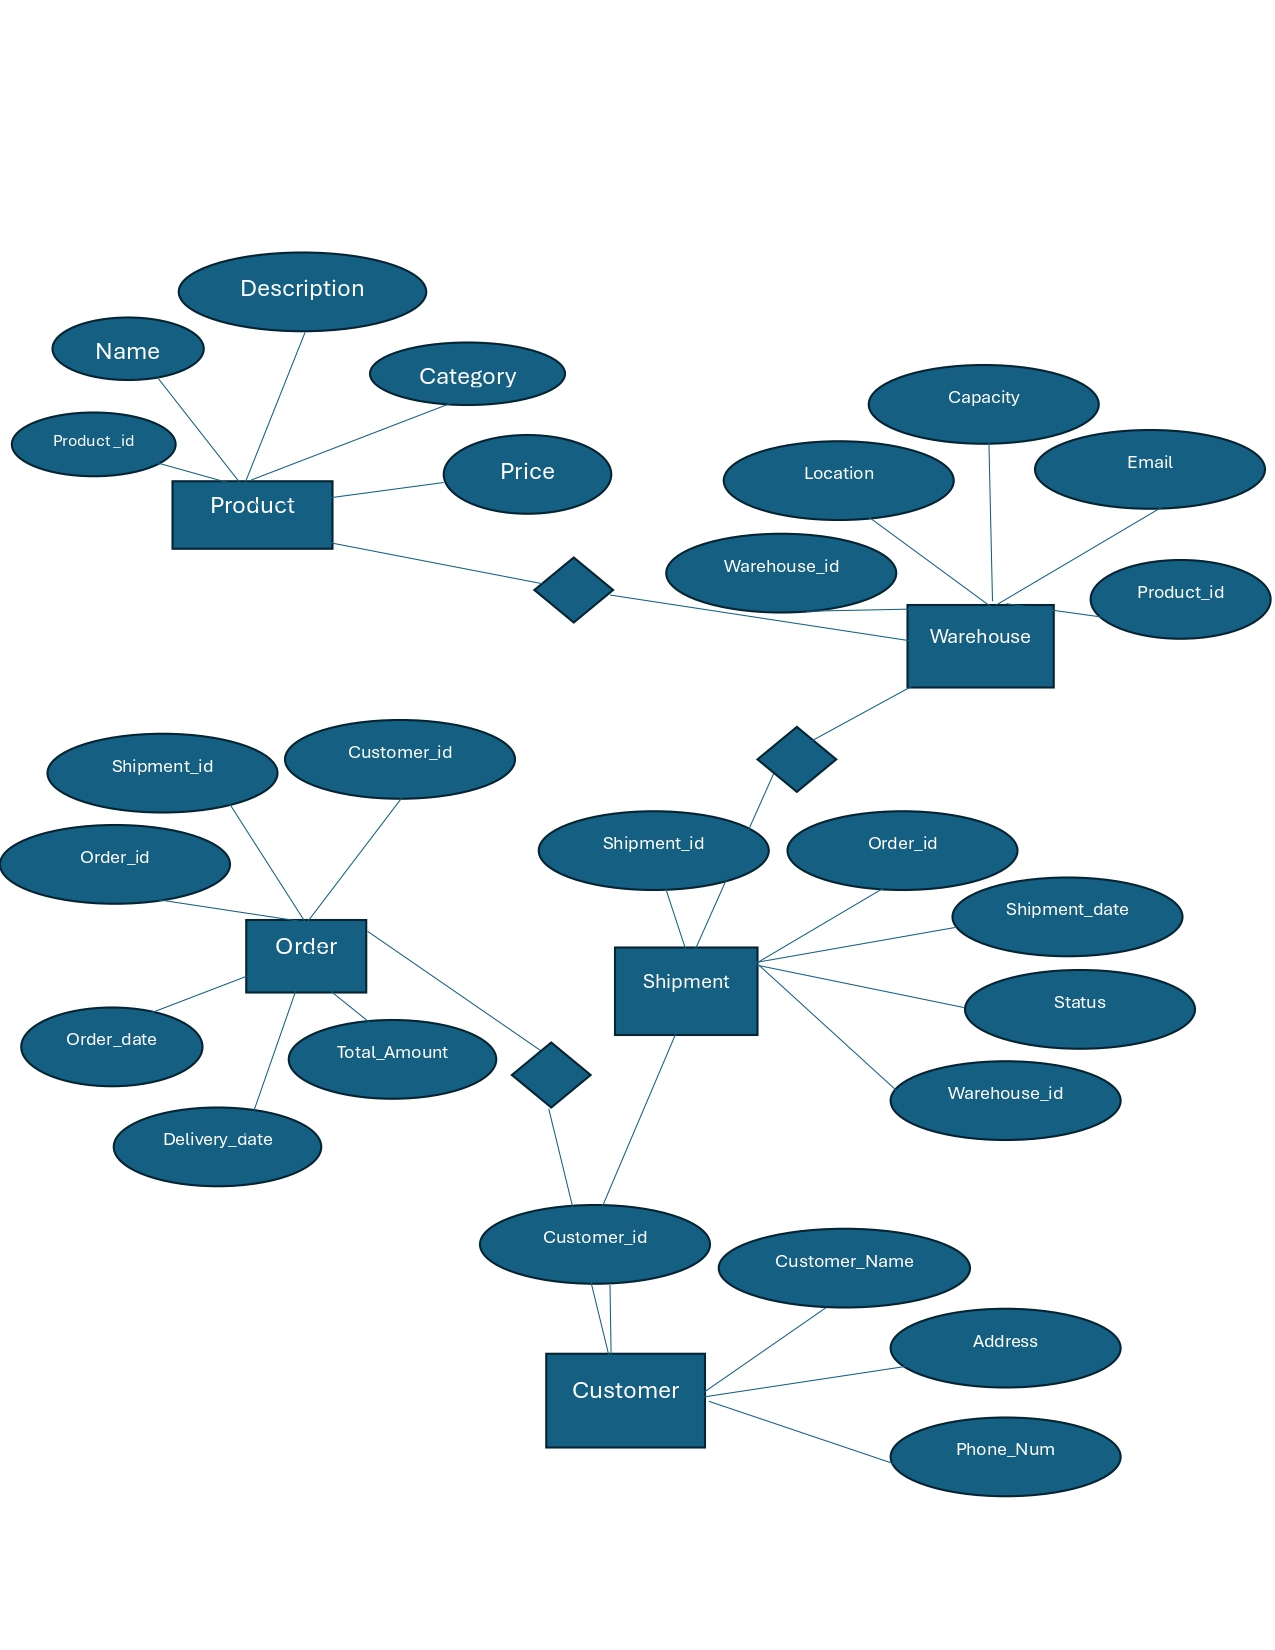 Description
Name
Category
Product_id
Price
Product
Capacity
Email
Location
Warehouse_id
Product_id
Warehouse
Shipment_id
Customer_id
Order_id
Order
Order_date
Total_Amount
Delivery_date
Shipment_id
Order_id
Shipment_date
Shipment
Status
Warehouse_id
Customer_id
Customer_Name
Address
Customer
Phone_Num